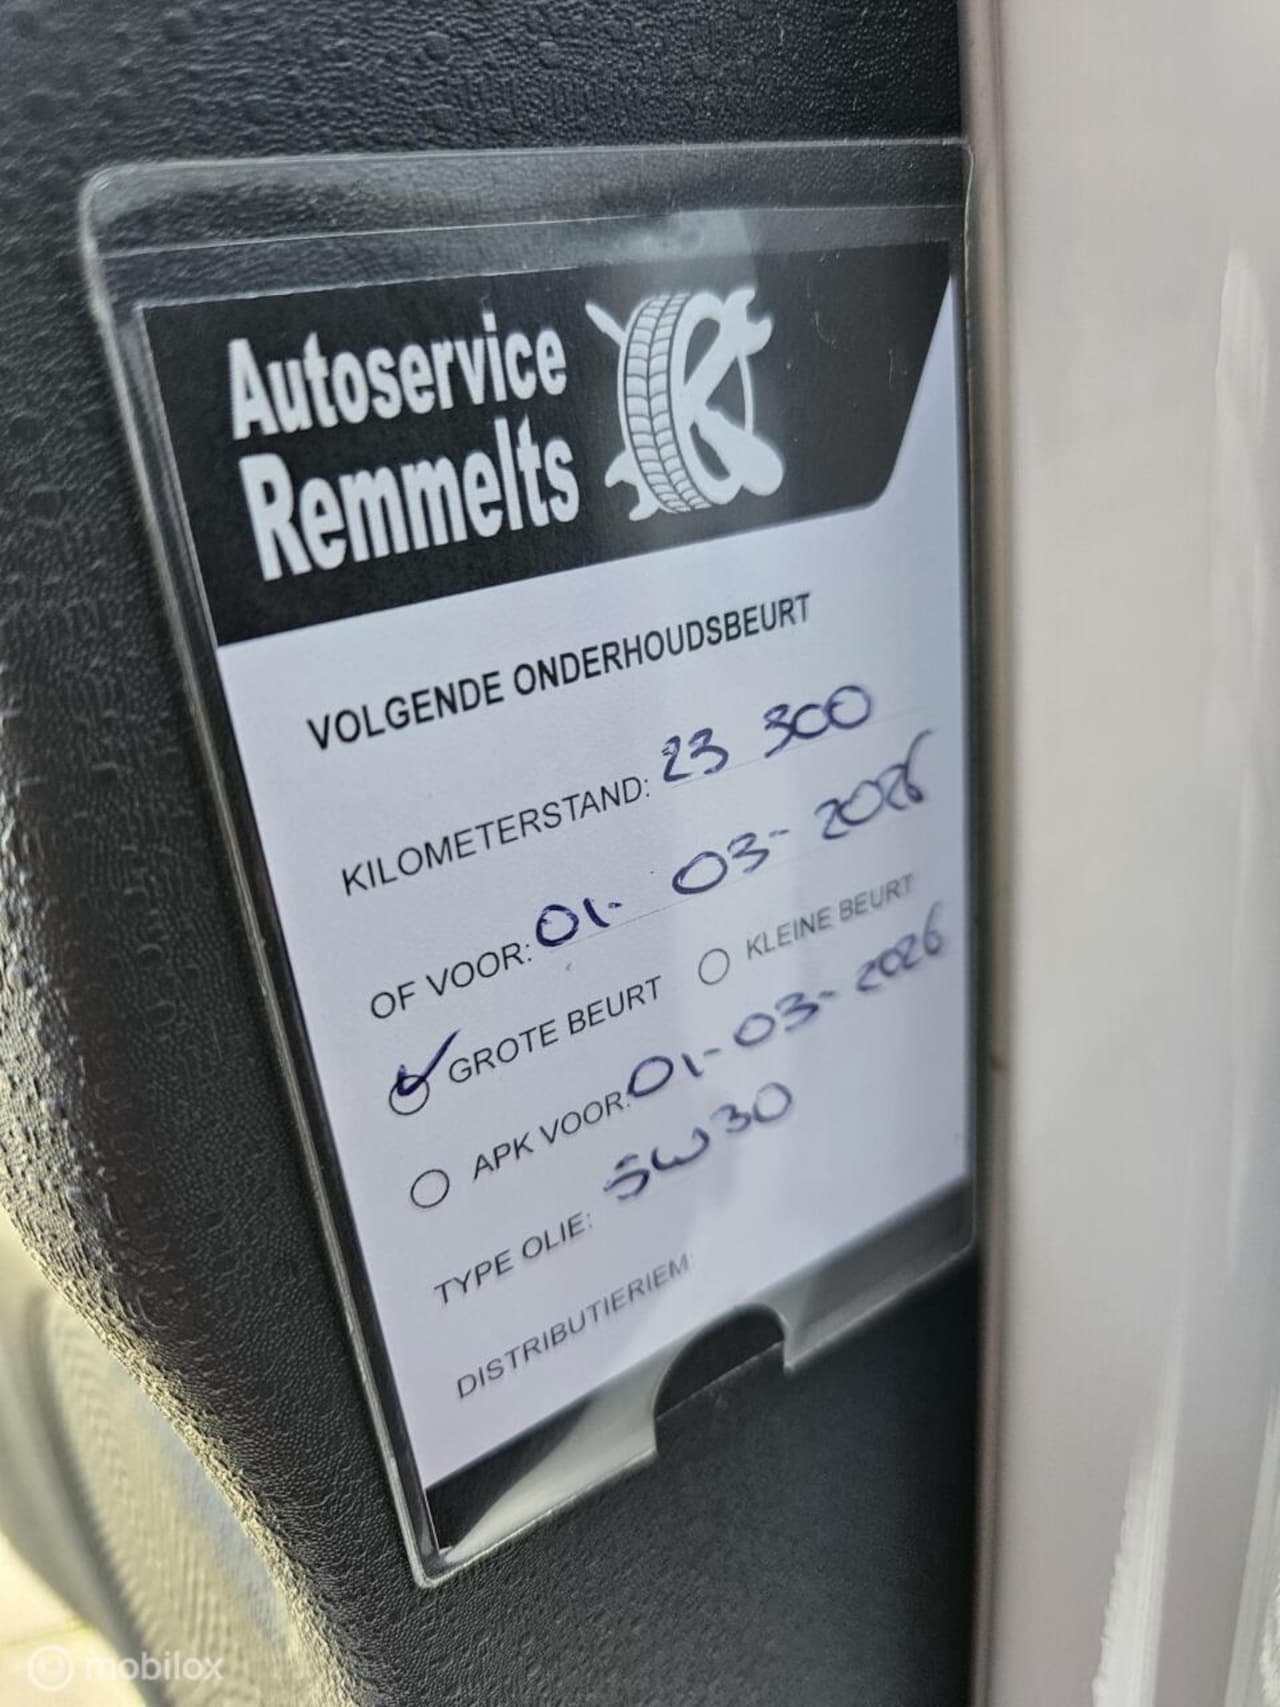 Autoservice
Remmelts
VOLGENDE ONDERHOUDSBEURT
KILOMETERSTAND: 23 300
OF VOOR: 01-03-2026
GROTE BEURT KLEINE BEURT
APK VOOR: 01-03-2026
TYPE OLIE: 5W30
DISTRIBUTIERIEM:
mobilox